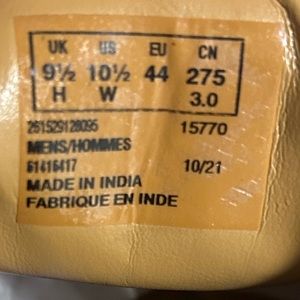 UK US EU CN
9½ 10½ 44 275
H W 3.0
261529128095 15770
MENS/HOMMES
61416417 10/21
MADE IN INDIA
FABRIQUE EN INDE